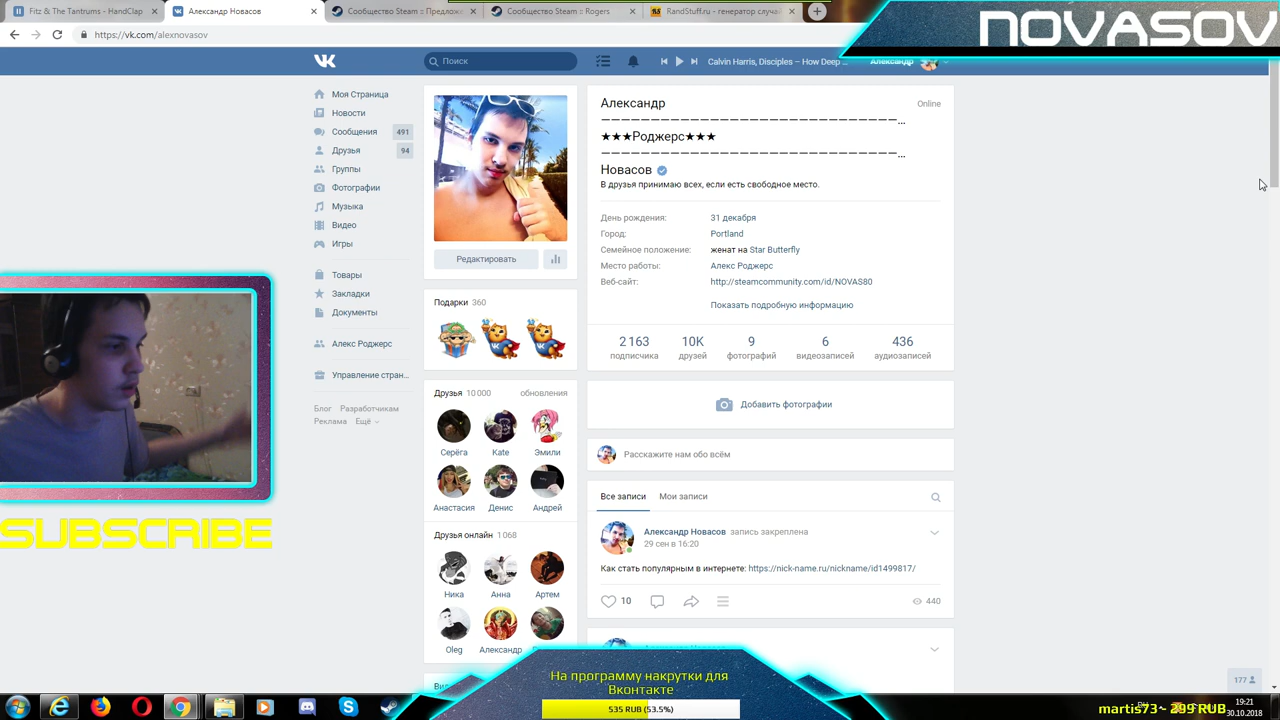 Fitz & The Tantrums - HandClap
Александр Новасов
Сообщество Steam :: Предлож
Сообщество Steam :: Rogers
RandStuff.ru - генератор случа
NOVASOV
https://vk.com/alexnovasov
Поиск
Calvin Harris, Disciples – How Deep ...
Александр
Моя Страница
Новости
Сообщения 491
Друзья 94
Группы
Фотографии
Музыка
Видео
Игры
Товары
Закладки
Документы
Алекс Роджерс
Управление стран...
Блог Разработчикам
Реклама Ещё
SUBSCRIBE
Редактировать
Подарки 360
Друзья 10 000 обновления
Серёга Kate Эмили
Анастасия Денис Андрей
Друзья онлайн 1 068
Ника Анна Артем
Oleg Александр
Александр Online
——————————————————————————————...
★★★Роджерс★★★
——————————————————————————————...
Новасов
В друзья принимаю всех, если есть свободное место.
День рождения: 31 декабря
Город: Portland
Семейное положение: женат на Star Butterfly
Место работы: Алекс Роджерс
Веб-сайт: http://steamcommunity.com/id/NOVAS80
Показать подробную информацию
2 163 10K 9 6 436
подписчика друзей фотографий видеозаписей аудиозаписей
Добавить фотографии
Расскажите нам обо всём
Все записи Мои записи
Александр Новасов запись закреплена
29 сен в 16:20
Как стать популярным в интернете: https://nick-name.ru/nickname/id1499817/
10
440
177
На программу накрутки для
Вконтакте
535 RUB (53.5%)
martis73 ~ 299 RUB
19:21
30.10.2018